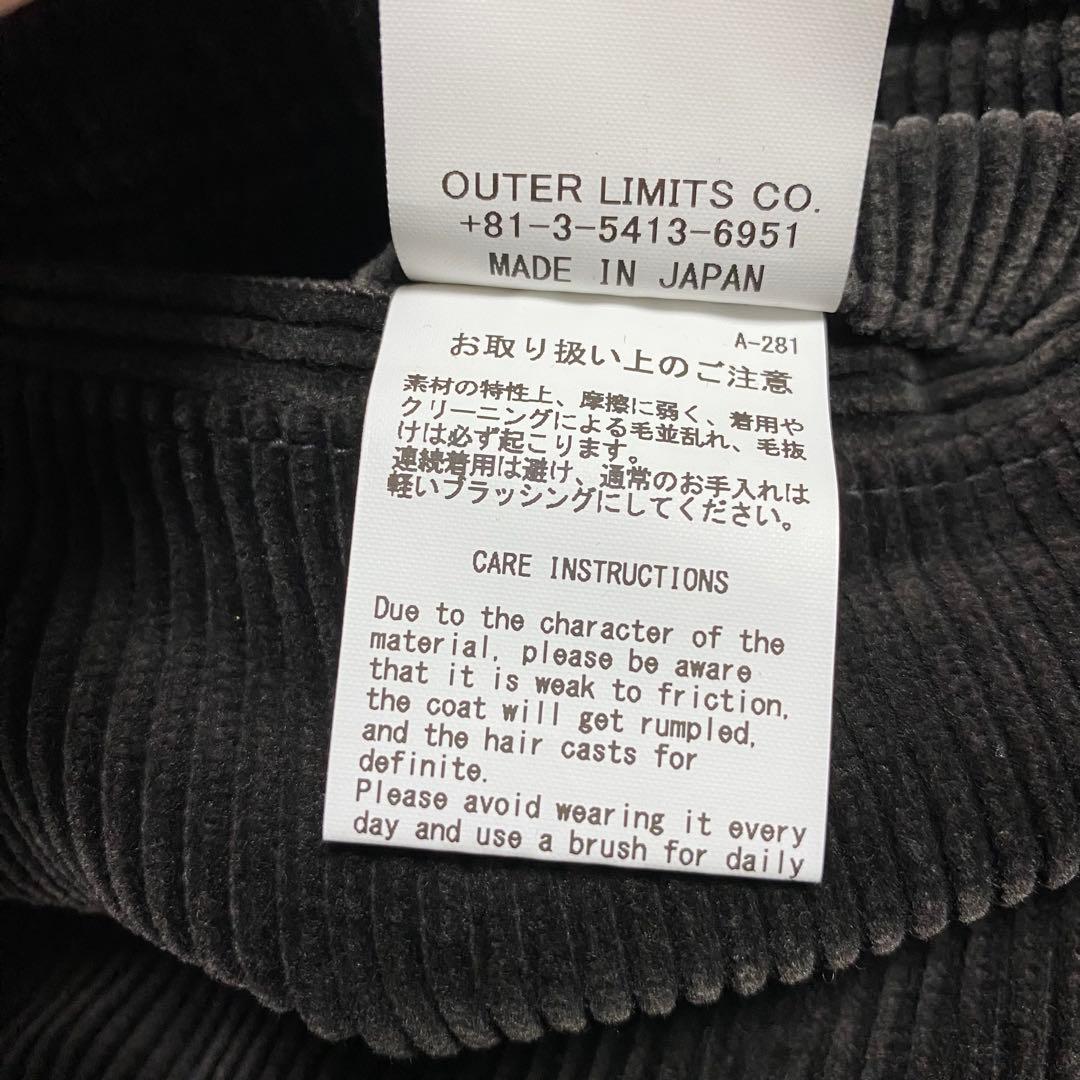 OUTER LIMITS CO.
+81-3-5413-6951
MADE IN JAPAN
A-281
お取り扱い上のご注意
素材の特性上、摩擦に弱く、着用や
クリーニングによる毛並乱れ、毛抜
けは必ず起こります。
連続着用は避け、通常のお手入れは
軽いブラッシングにしてください。
CARE INSTRUCTIONS
Due to the character of the
material, please be aware
that it is weak to friction,
the coat will get rumpled,
and the hair casts for
definite.
Please avoid wearing it every
day and use a brush for daily